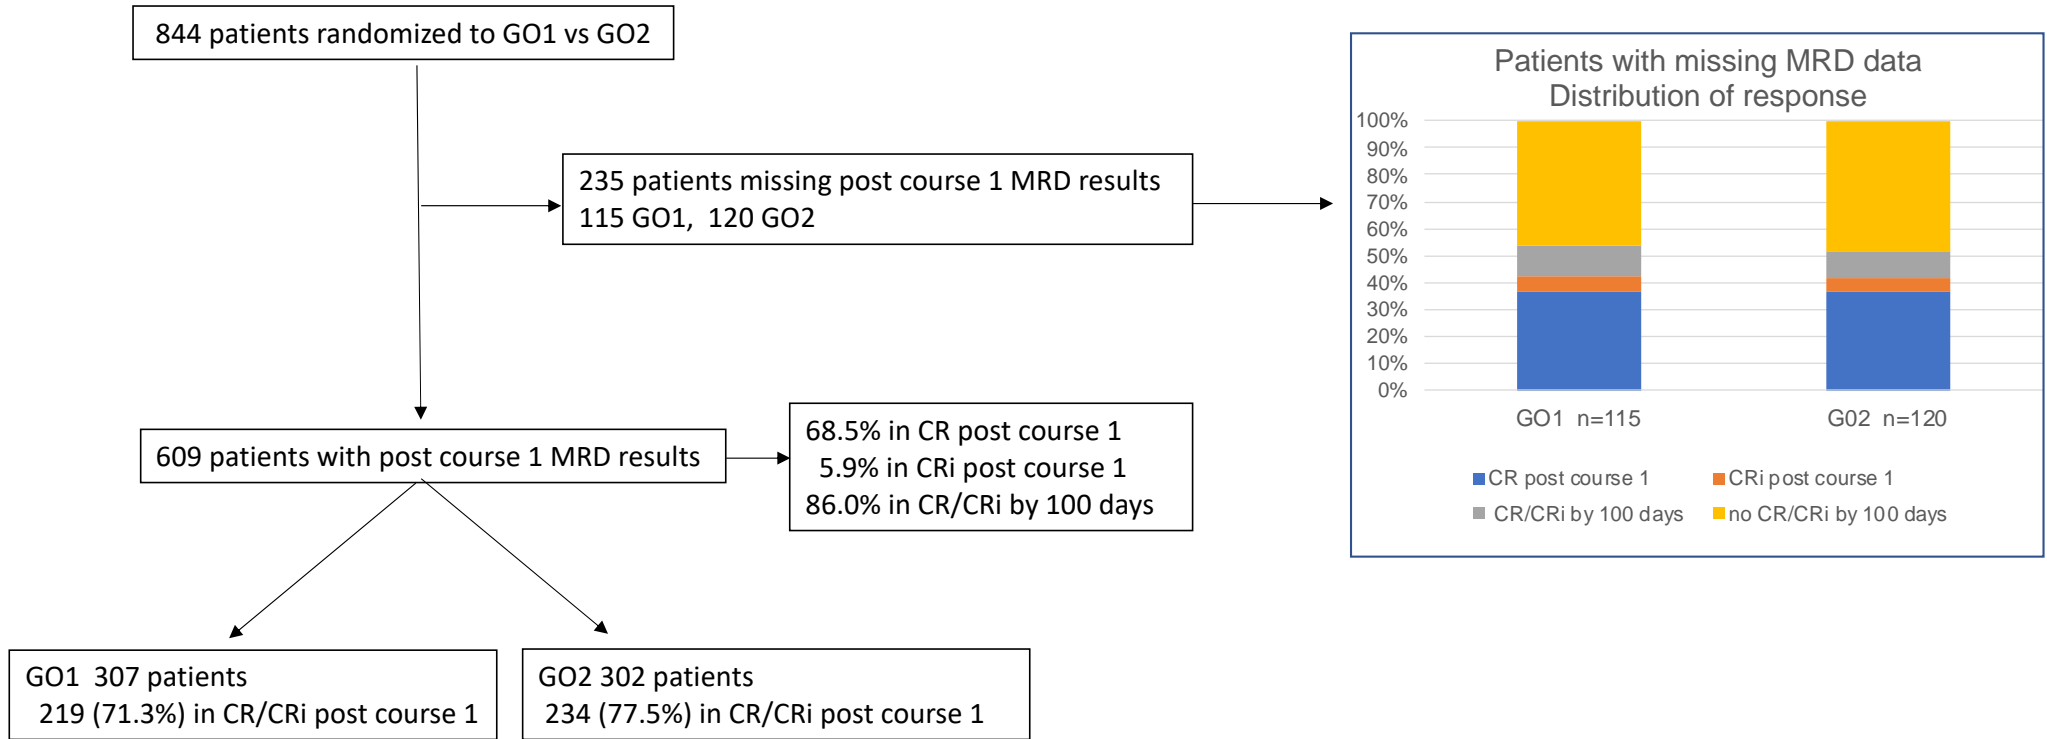 844 patients randomized to GO1 vs GO2
235 patients missing post course 1 MRD results
115 GO1, 120 GO2
Patients with missing MRD data
Distribution of response
100%
90%
80%
70%
60%
50%
40%
30%
20%
10%
0%
GO1 n=115
G02 n=120
CR post course 1
CRi post course 1
CR/CRi by 100 days
no CR/CRi by 100 days
609 patients with post course 1 MRD results
68.5% in CR post course 1
5.9% in CRi post course 1
86.0% in CR/CRi by 100 days
GO1 307 patients
219 (71.3%) in CR/CRi post course 1
GO2 302 patients
234 (77.5%) in CR/CRi post course 1